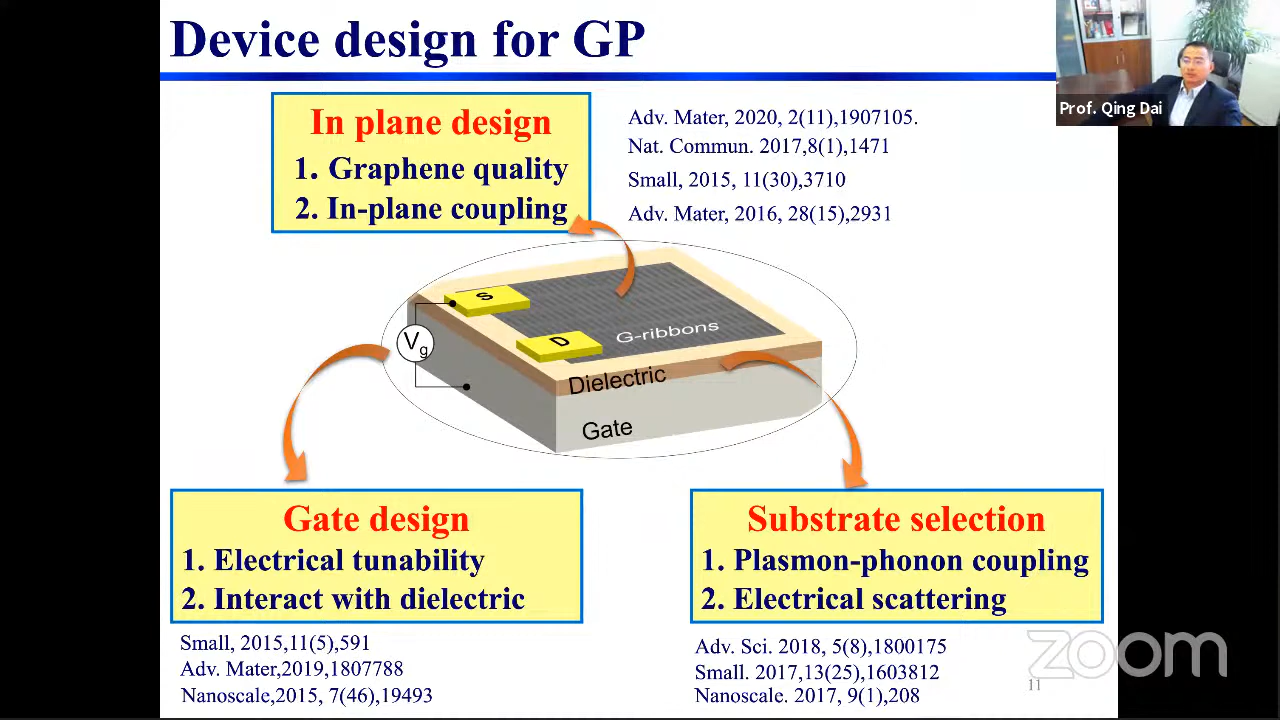 Device design for GP
Prof. Qing Dai
In plane design
1. Graphene quality
2. In-plane coupling
Adv. Mater, 2020, 2(11),1907105.
Nat. Commun. 2017,8(1),1471
Small, 2015, 11(30),3710
Adv. Mater, 2016, 28(15),2931
S
D
G-ribbons
Vg
Dielectric
Gate
Gate design
1. Electrical tunability
2. Interact with dielectric
Small, 2015,11(5),591
Adv. Mater,2019,1807788
Nanoscale,2015, 7(46),19493
Substrate selection
1. Plasmon-phonon coupling
2. Electrical scattering
Adv. Sci. 2018, 5(8),1800175
Small. 2017,13(25),1603812
Nanoscale. 2017, 9(1),208
zoom
11